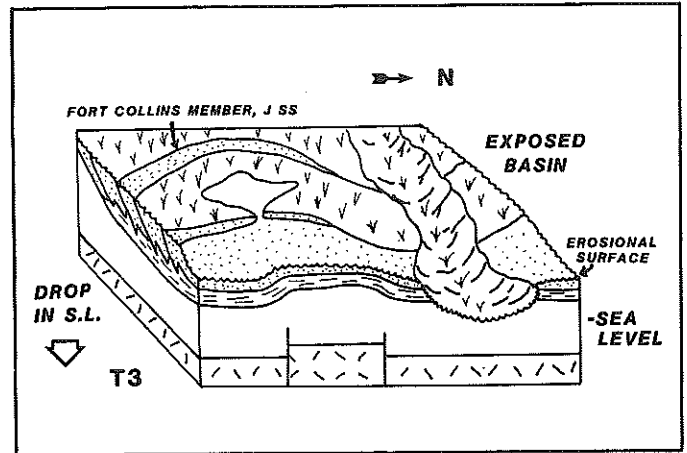 N
FORT COLLINS MEMBER, J SS
EXPOSED
BASIN
EROSIONAL
SURFACE
DROP
IN S.L.
-SEA
LEVEL
T3